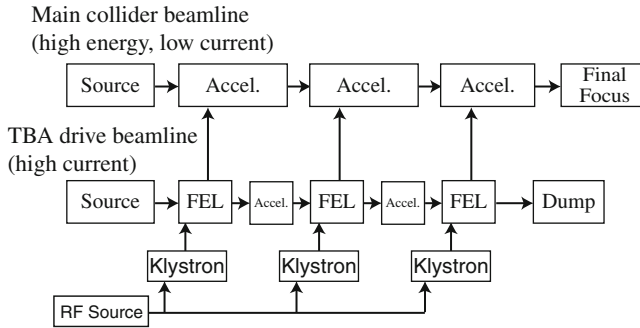 Main collider beamline
(high energy, low current)
Source
Accel.
Accel.
Accel.
Final
Focus
TBA drive beamline
(high current)
Source
FEL
Accel.
FEL
Accel.
FEL
Dump
Klystron
Klystron
Klystron
RF Source